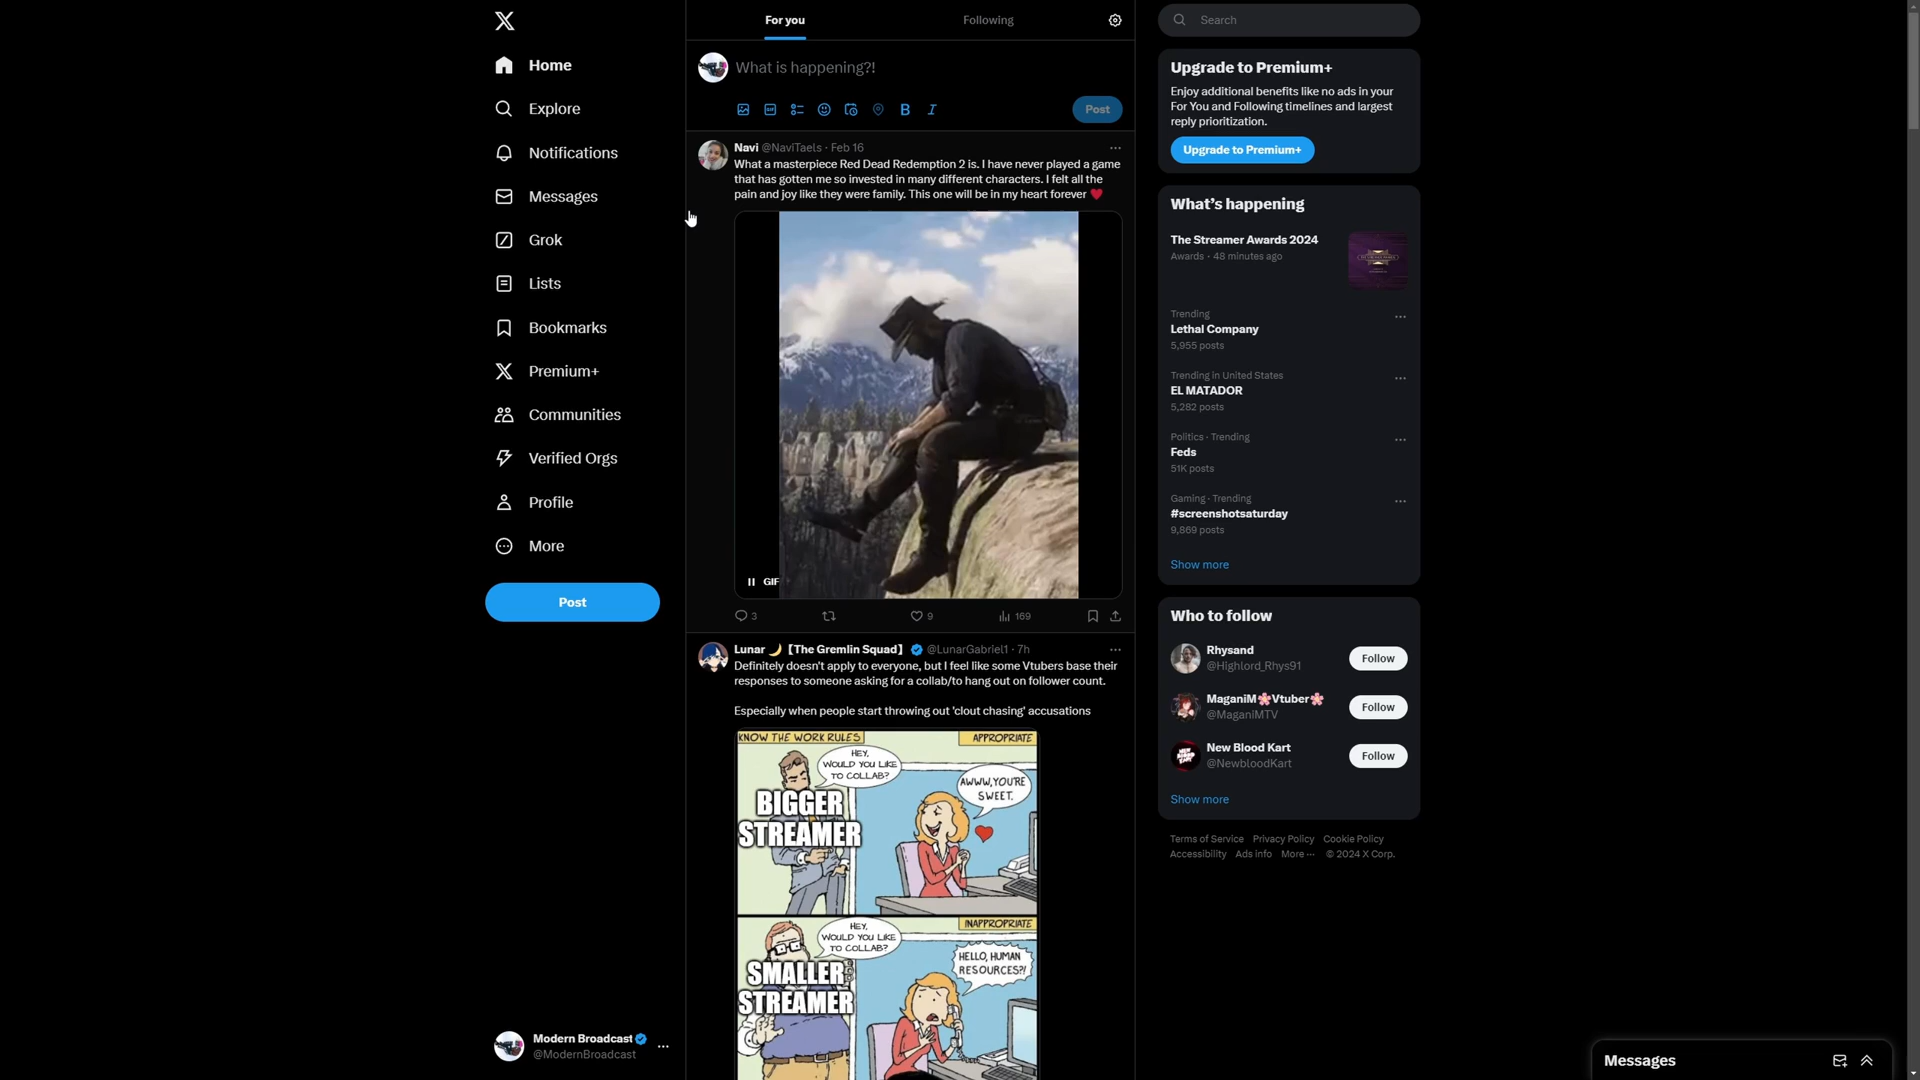 Home
Explore
Notifications
Messages
Grok
Lists
Bookmarks
Premium+
Communities
Verified Orgs
Profile
More
Post
Modern Broadcast
@ModernBroadcast
For you
Following
What is happening?!
Post
Navi @NaviTaels · Feb 16
What a masterpiece Red Dead Redemption 2 is. I have never played a game
that has gotten me so invested in many different characters. I felt all the
pain and joy like they were family. This one will be in my heart forever ♥
GIF
3
9
169
Lunar 🌙【The Gremlin Squad】 @LunarGabriel1 · 7h
Definitely doesn't apply to everyone, but I feel like some Vtubers base their
responses to someone asking for a collab/to hang out on follower count.
Especially when people start throwing out 'clout chasing' accusations
KNOW THE WORK RULES
APPROPRIATE
HEY,
WOULD YOU LIKE
TO COLLAB?
AWWW, YOU'RE
SWEET.
BIGGER
STREAMER
INAPPROPRIATE
HEY,
WOULD YOU LIKE
TO COLLAB?
HELLO, HUMAN
RESOURCES?!
SMALLER
STREAMER
Search
Upgrade to Premium+
Enjoy additional benefits like no ads in your
For You and Following timelines and largest
reply prioritization.
Upgrade to Premium+
What's happening
The Streamer Awards 2024
Awards · 48 minutes ago
Trending
Lethal Company
5,955 posts
Trending in United States
EL MATADOR
5,282 posts
Politics · Trending
Feds
51K posts
Gaming · Trending
#screenshotsaturday
9,869 posts
Show more
Who to follow
Rhysand
@Highlord_Rhys91
Follow
MaganiM🌸Vtuber🌸
@MaganiMTV
Follow
New Blood Kart
@NewbloodKart
Follow
Show more
Terms of Service Privacy Policy Cookie Policy
Accessibility Ads info More ··· © 2024 X Corp.
Messages